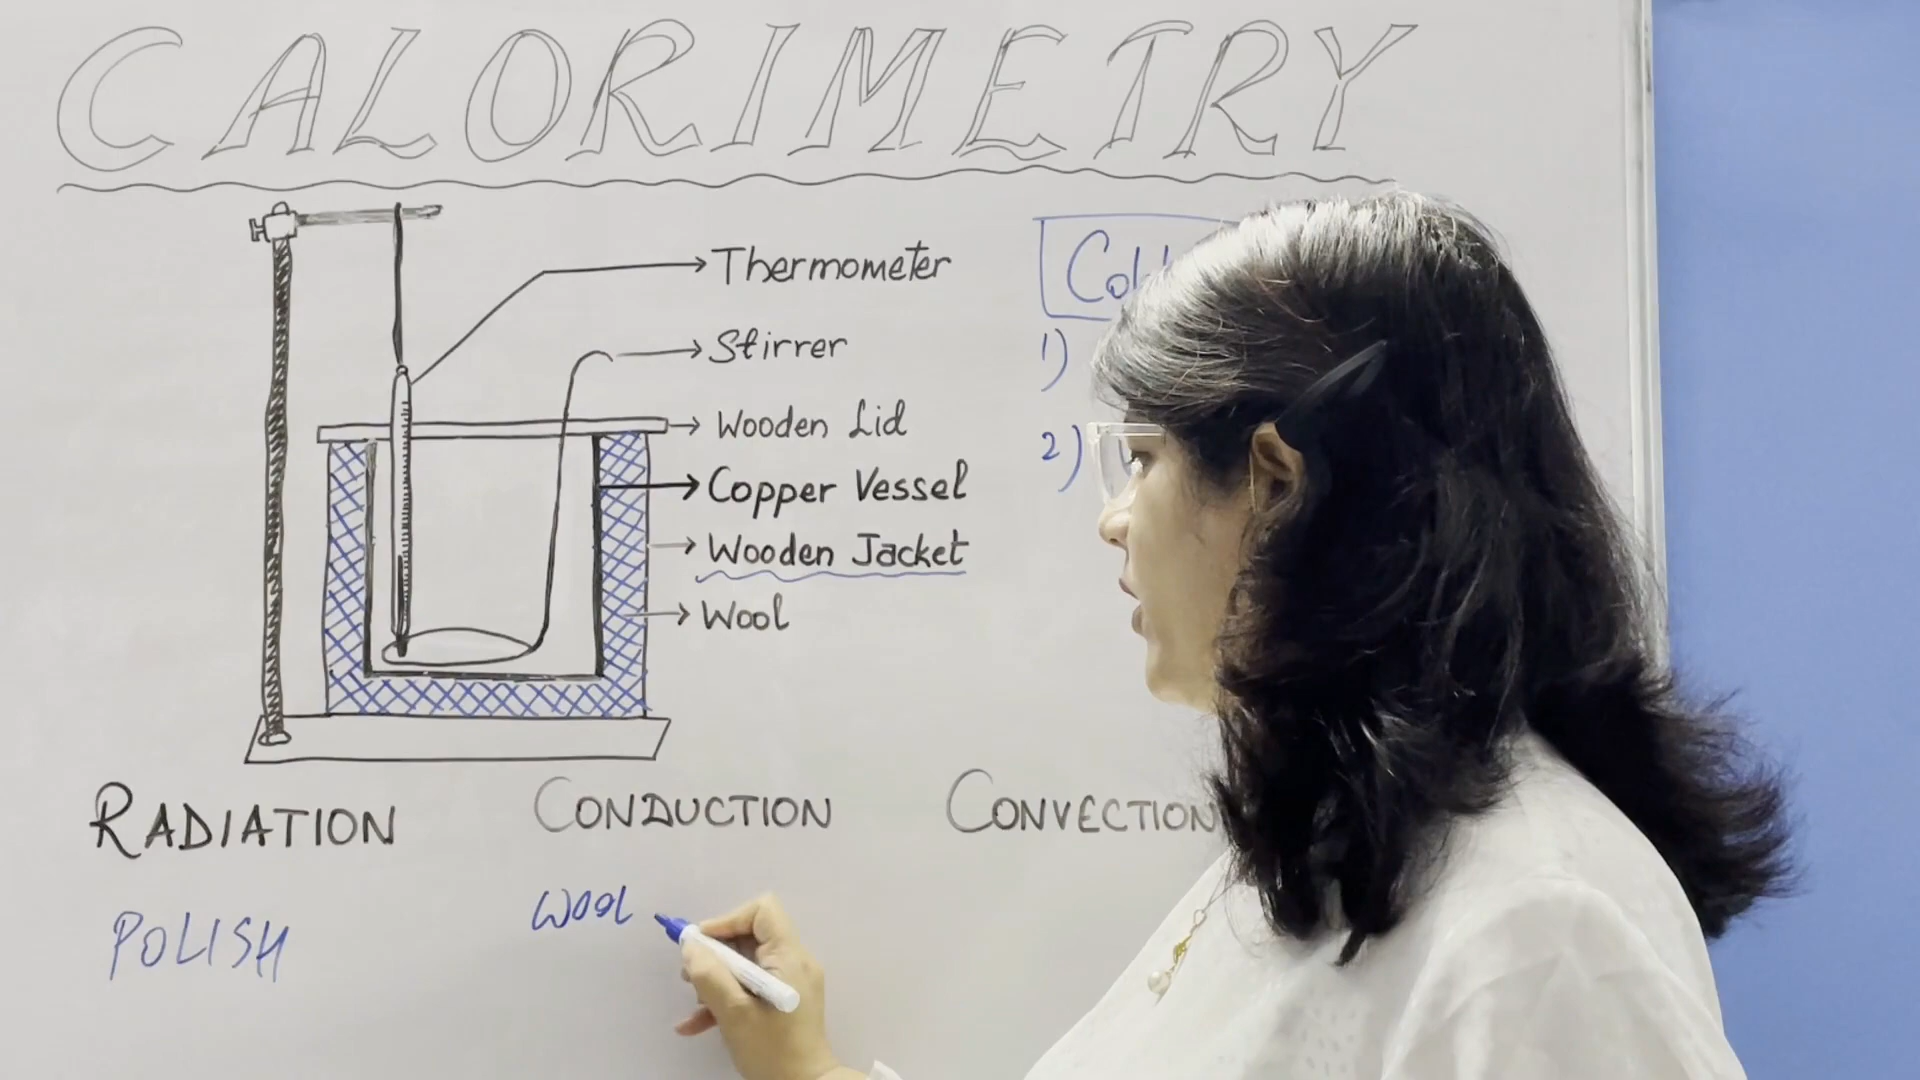 CALORIMETRY
Thermometer
Stirrer
Wooden Lid
Copper Vessel
Wooden Jacket
Wool
1)
2)
RADIATION
CONDUCTION
CONVECTION
POLISH
WOOL